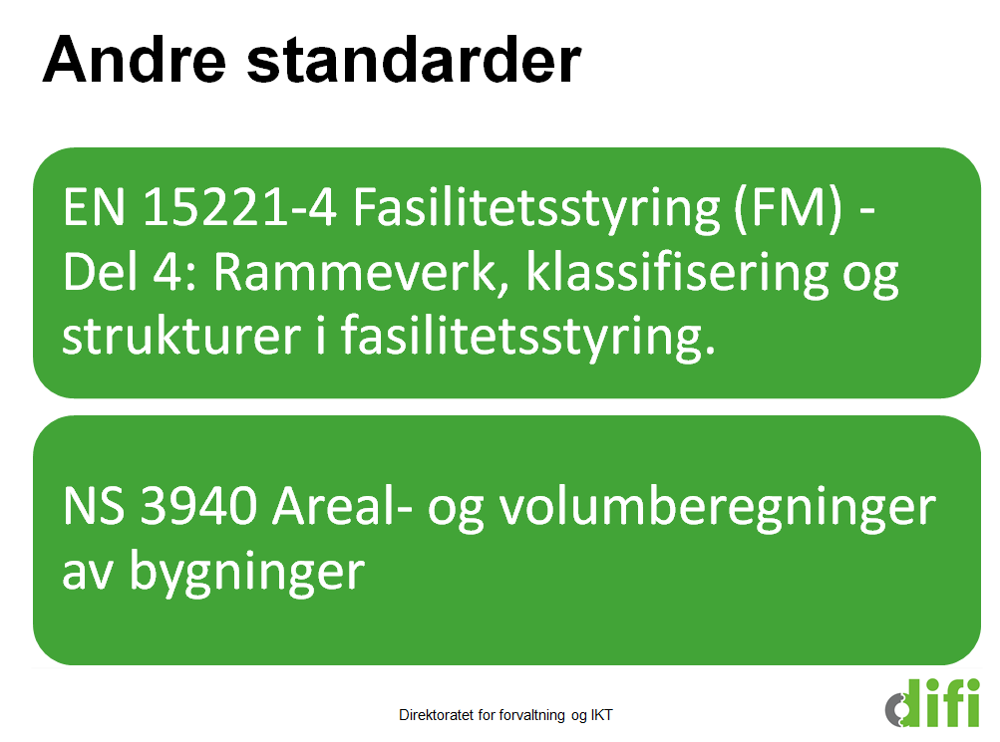 Andre standarder
EN 15221-4 Fasilitetsstyring (FM) -
Del 4: Rammeverk, klassifisering og
strukturer i fasilitetsstyring.
NS 3940 Areal- og volumberegninger
av bygninger
Direktoratet for forvaltning og IKT
difi